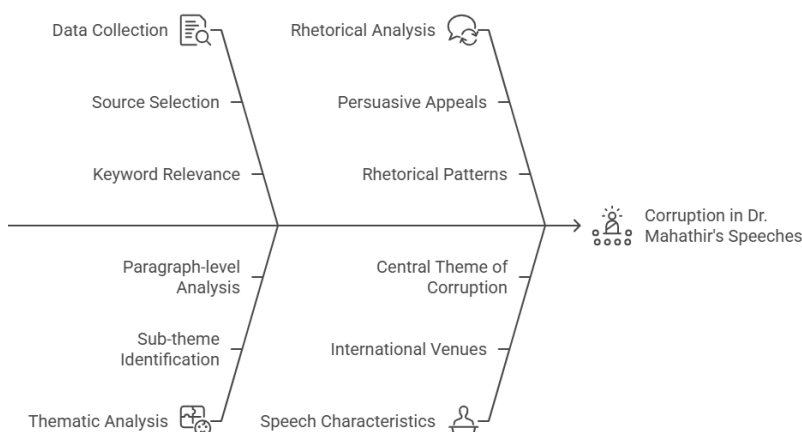 Data Collection
Rhetorical Analysis
Source Selection
Persuasive Appeals
Keyword Relevance
Rhetorical Patterns
Corruption in Dr.
Mahathir's Speeches
Paragraph-level
Analysis
Central Theme of
Corruption
Sub-theme
Identification
International Venues
Thematic Analysis
Speech Characteristics